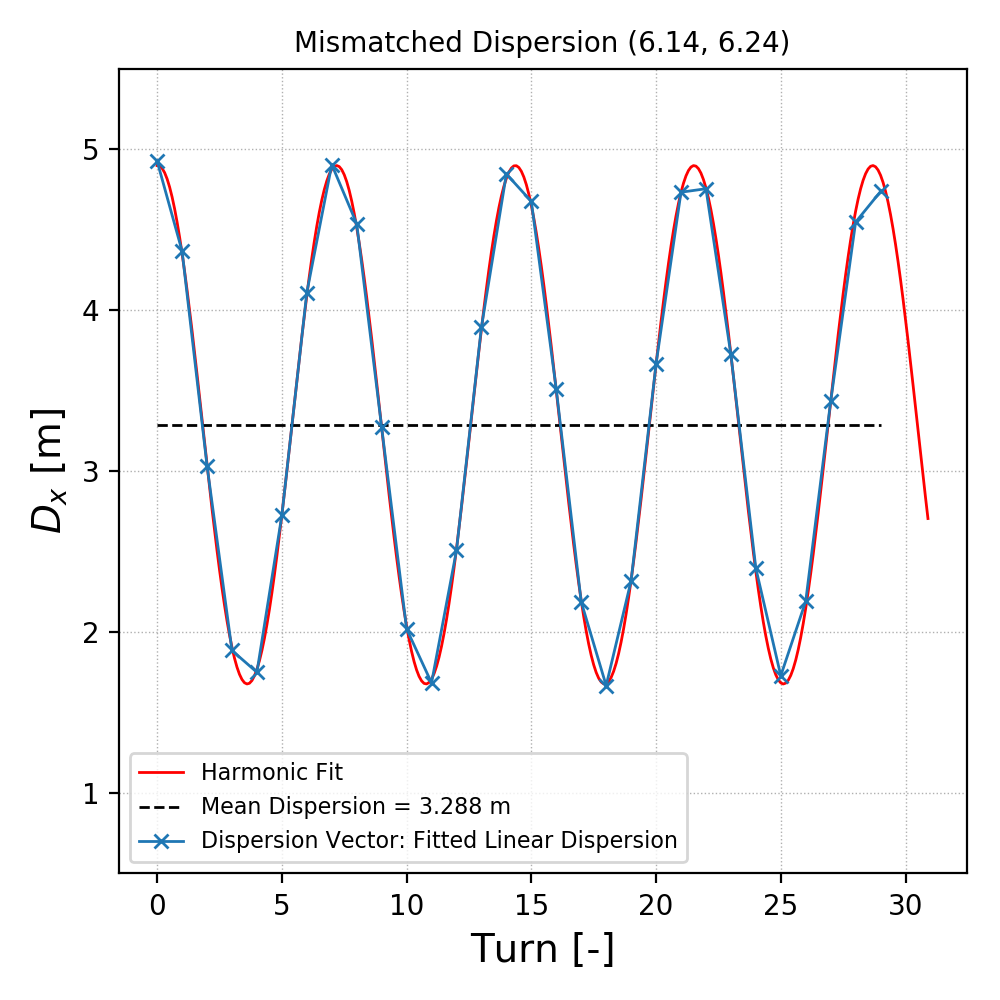 Mismatched Dispersion (6.14, 6.24)
5
4
3
2
1
D_x [m]
Harmonic Fit
Mean Dispersion = 3.288 m
Dispersion Vector: Fitted Linear Dispersion
0 5 10 15 20 25 30
Turn [-]